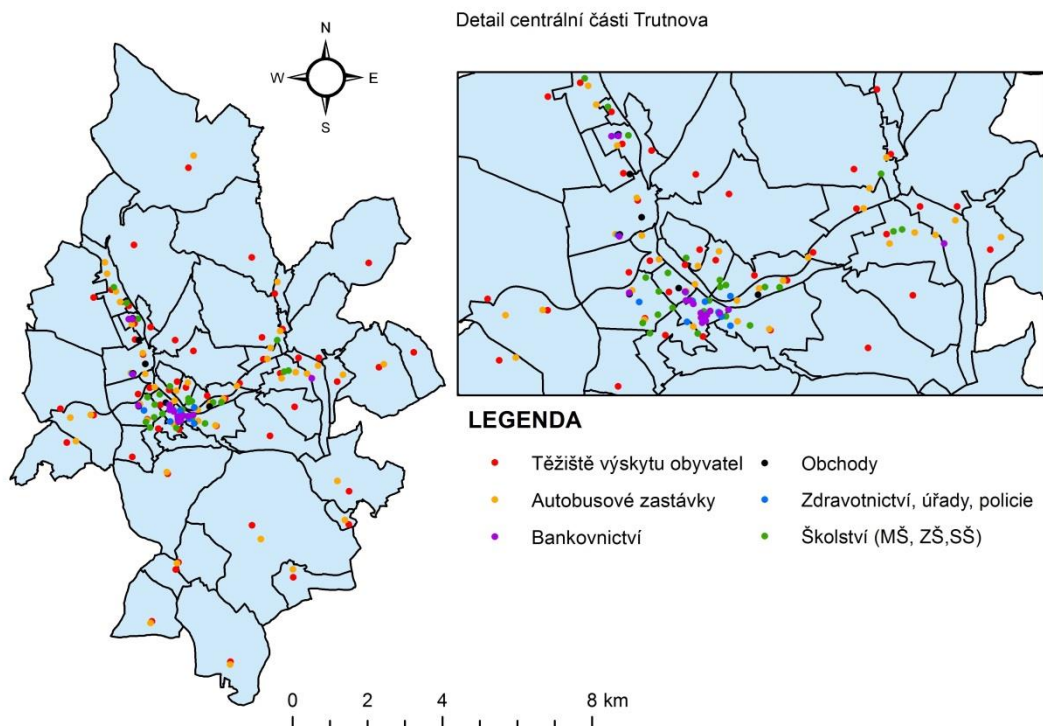 Detail centrální části Trutnova
N
W E
S
LEGENDA
Těžiště výskytu obyvatel
Obchody
Autobusové zastávky
Zdravotnictví, úřady, policie
Bankovnictví
Školství (MŠ, ZŠ,SŠ)
0 2 4 8 km